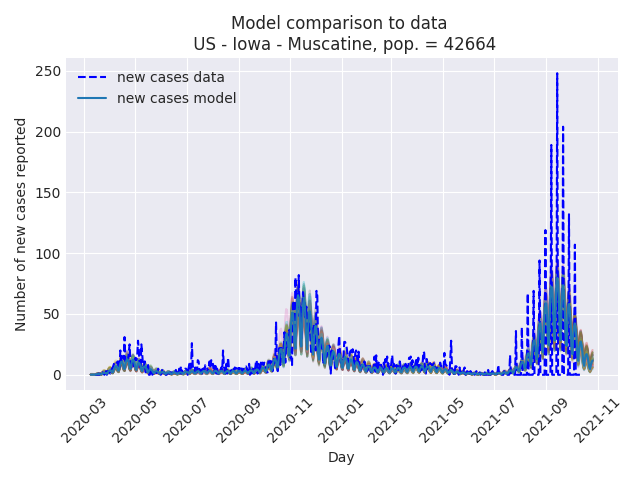 Model comparison to data
US - Iowa - Muscatine, pop. = 42664
new cases data
new cases model
Number of new cases reported
250
200
150
100
50
0
2020-03
2020-05
2020-07
2020-09
2020-11
2021-01
2021-03
2021-05
2021-07
2021-09
2021-11
Day